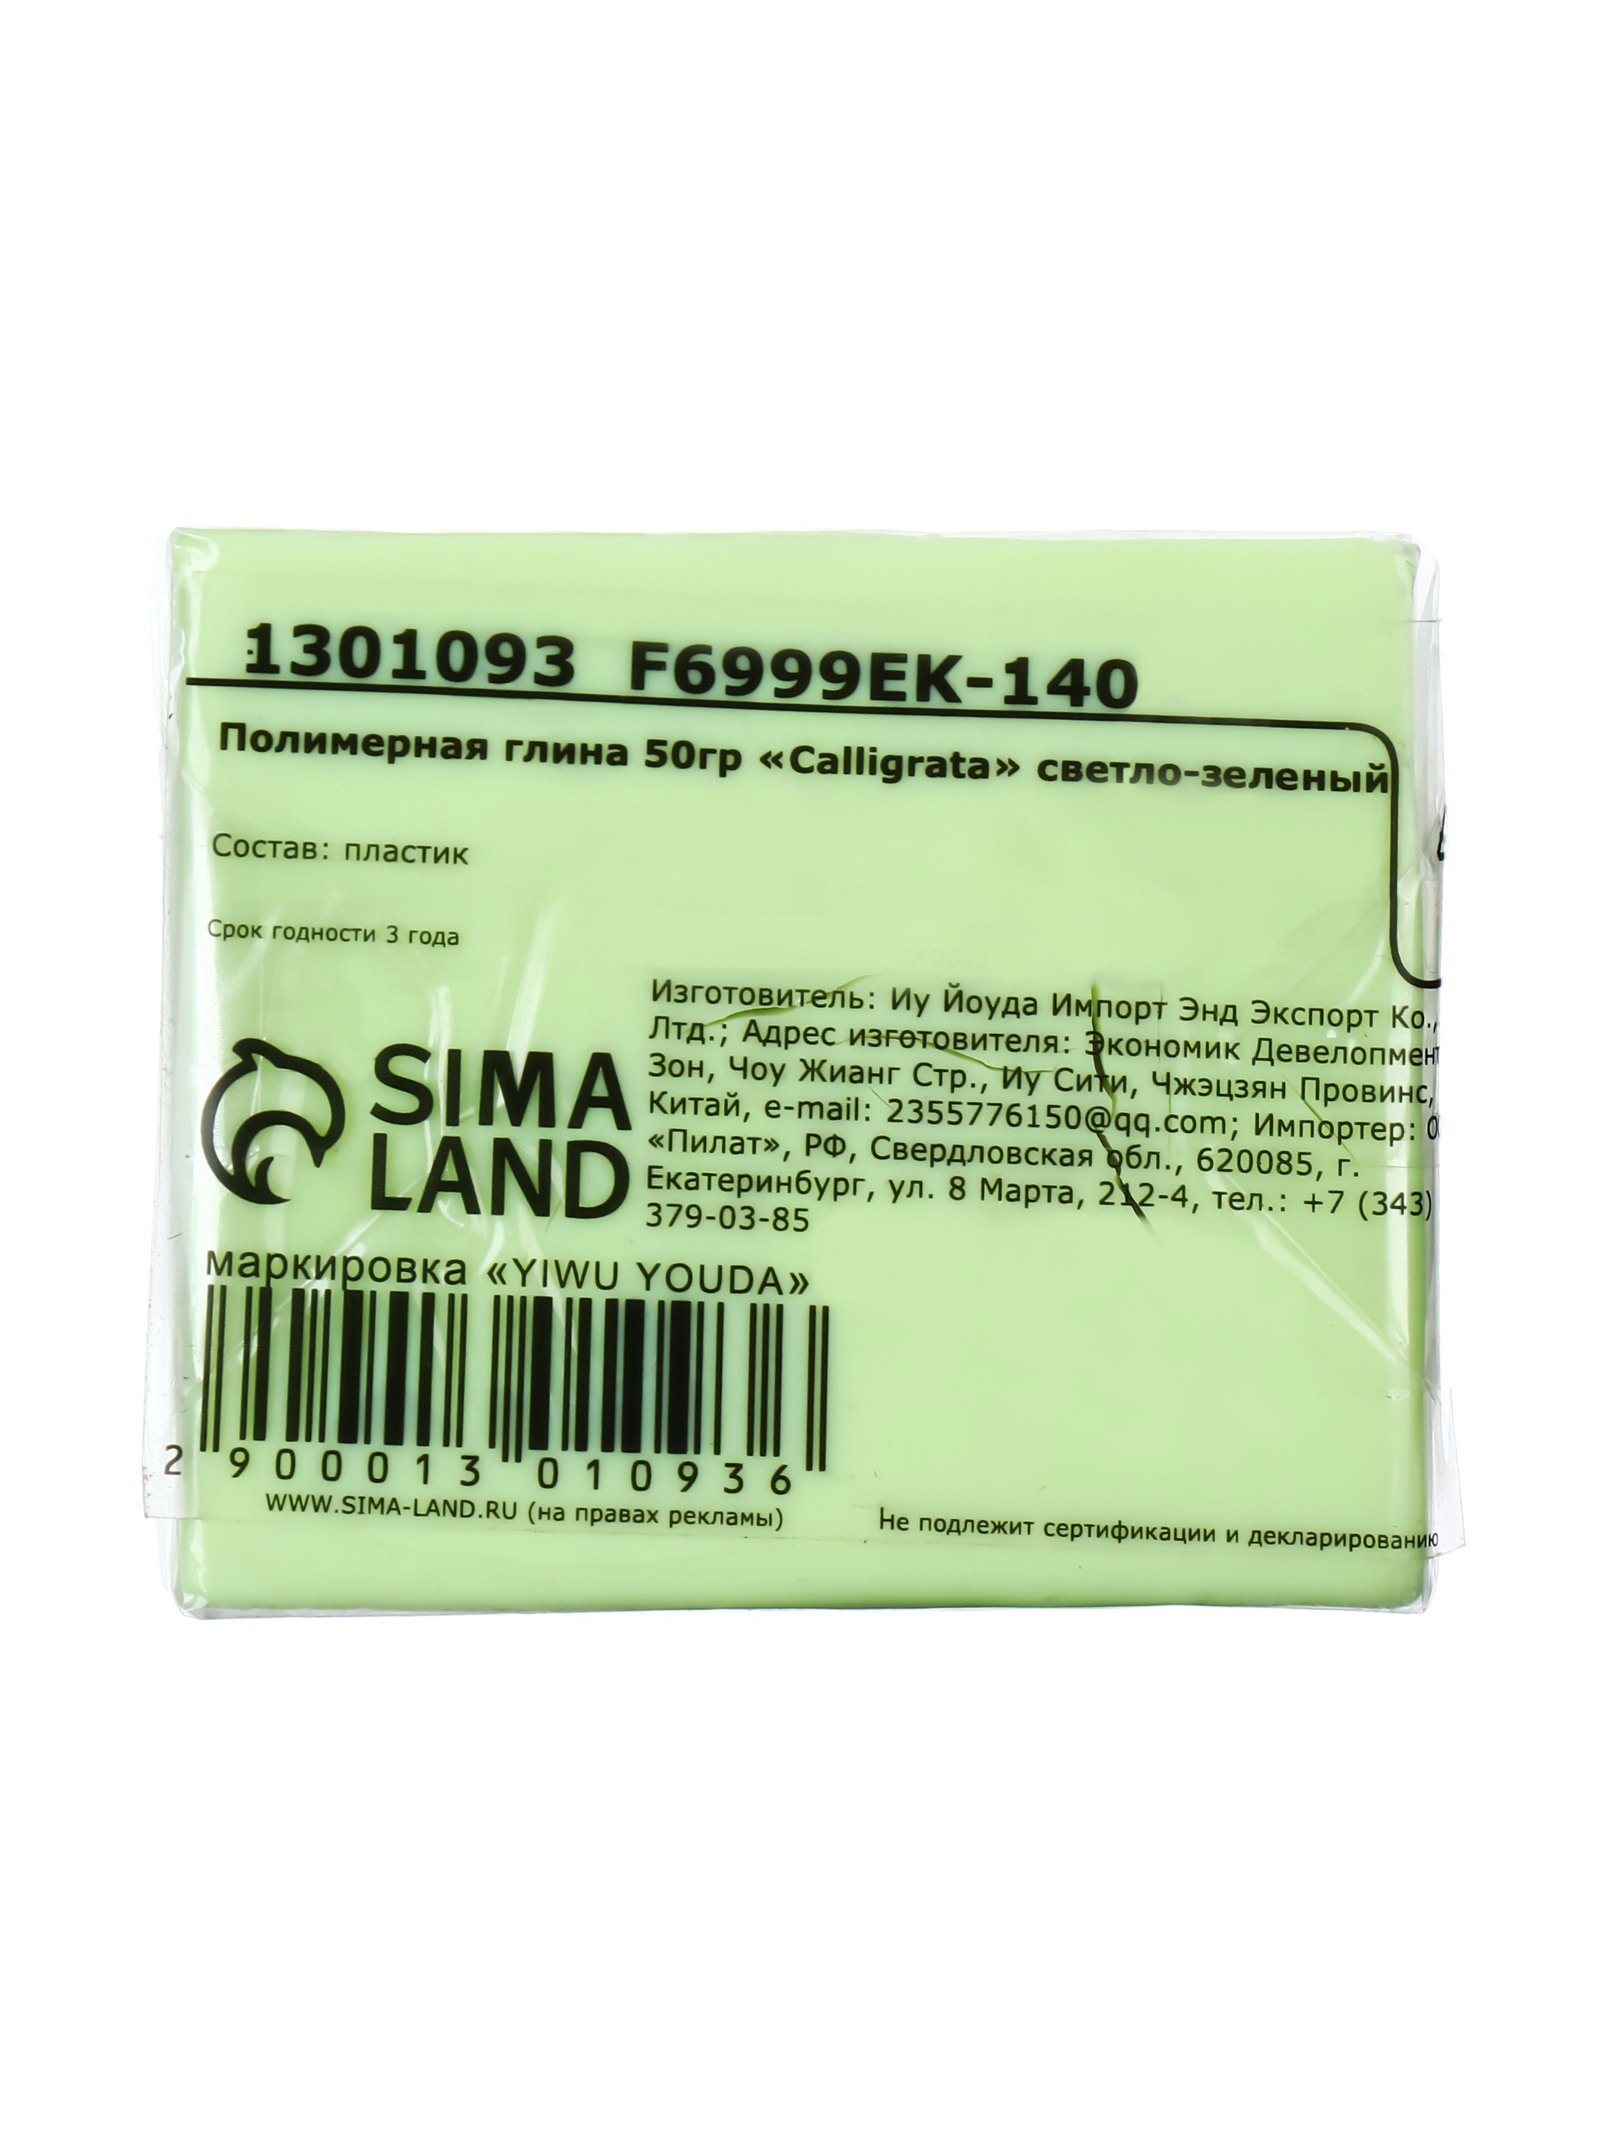 1301093 F6999EK-140
Полимерная глина 50гр «Calligrata» светло-зеленый
Состав: пластик
Срок годности 3 года
Изготовитель: Иу Йоуда Импорт Энд Экспорт Ко.,
Лтд.; Адрес изготовителя: Экономик Девелопмент
Зон, Чоу Жианг Стр., Иу Сити, Чжэцзян Провинс,
Китай, e-mail: 2355776150@qq.com; Импортер:
«Пилат», РФ, Свердловская обл., 620085, г.
Екатеринбург, ул. 8 Марта, 212-4, тел.: +7 (343)
379-03-85
SIMA
LAND
маркировка «YIWU YOUDA»
2 900013 010936
WWW.SIMA-LAND.RU (на правах рекламы)
Не подлежит сертификации и декларированию